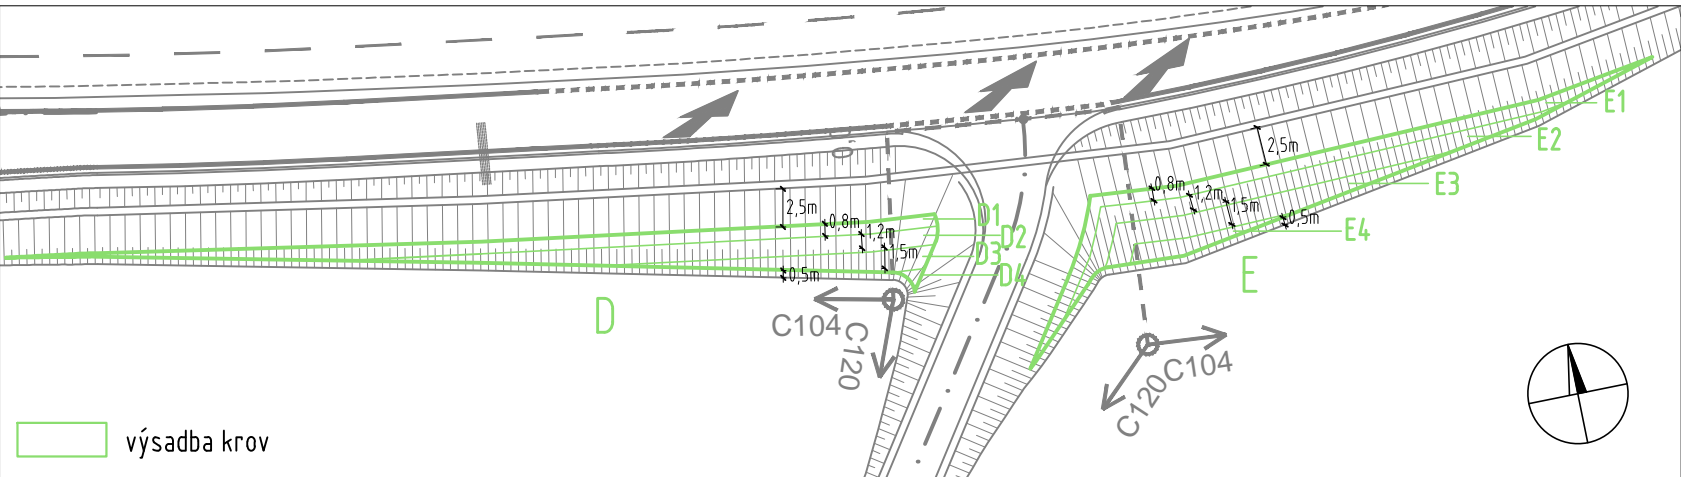 E1
E2
E3
E4
E
2,5m
0,8m
1,2m
1,5m
0,5m
D1
D2
D3
D4
D
2,5m
0,8m
1,2m
1,5m
0,5m
C104
C120
C104
C120
výsadba krov